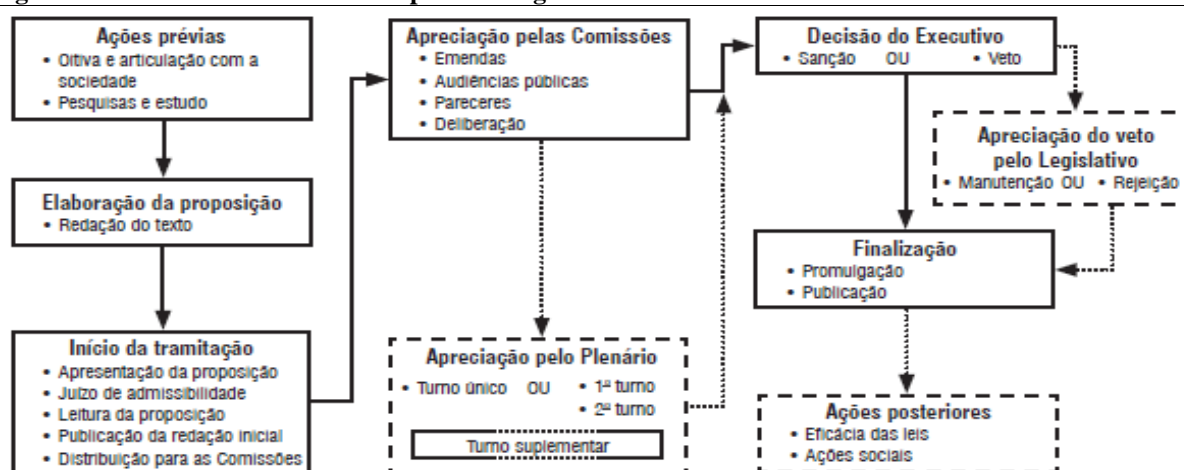 Ações prévias
• Oitiva e articulação com a
sociedade
• Pesquisas e estudo
Elaboração da proposição
• Redação do texto
Início da tramitação
• Apresentação da proposição
• Juízo de admissibilidade
• Leitura da proposição
• Publicação da redação inicial
• Distribuição para as Comissões
Apreciação pelas Comissões
• Emendas
• Audiências públicas
• Pareceres
• Deliberação
Apreciação pelo Plenário
• Turno único OU • 1º turno
• 2º turno
Turno suplementar
Decisão do Executivo
• Sanção OU • Veto
Apreciação do veto
pelo Legislativo
• Manutenção OU • Rejeição
Finalização
• Promulgação
• Publicação
Ações posteriores
• Eficácia das leis
• Ações sociais